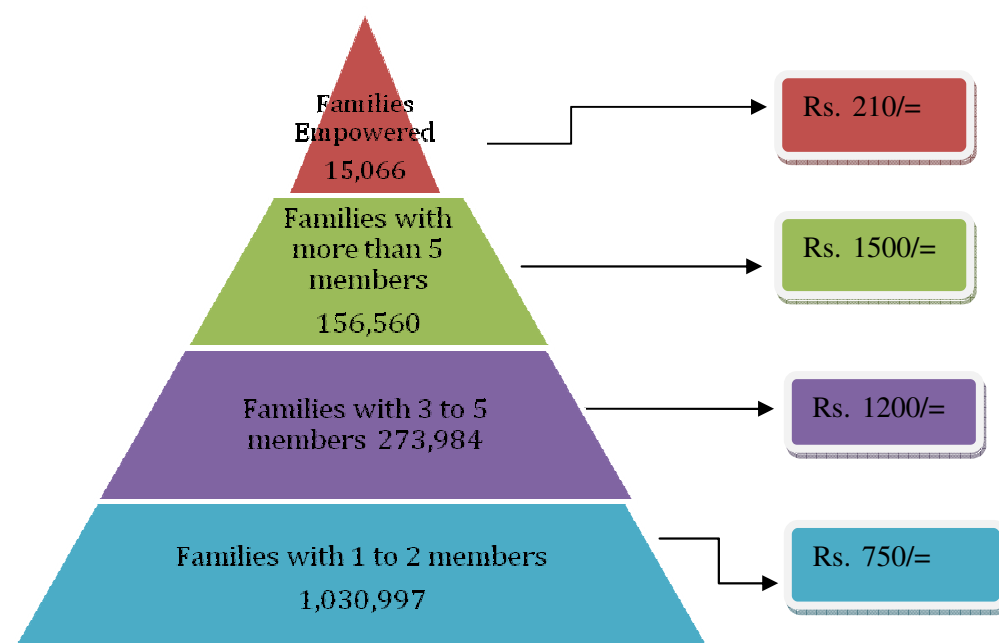 Families
Empowered
15,066
Rs. 210/=
Families with
more than 5
members
156,560
Rs. 1500/=
Families with 3 to 5
members 273,984
Rs. 1200/=
Families with 1 to 2 members
1,030,997
Rs. 750/=